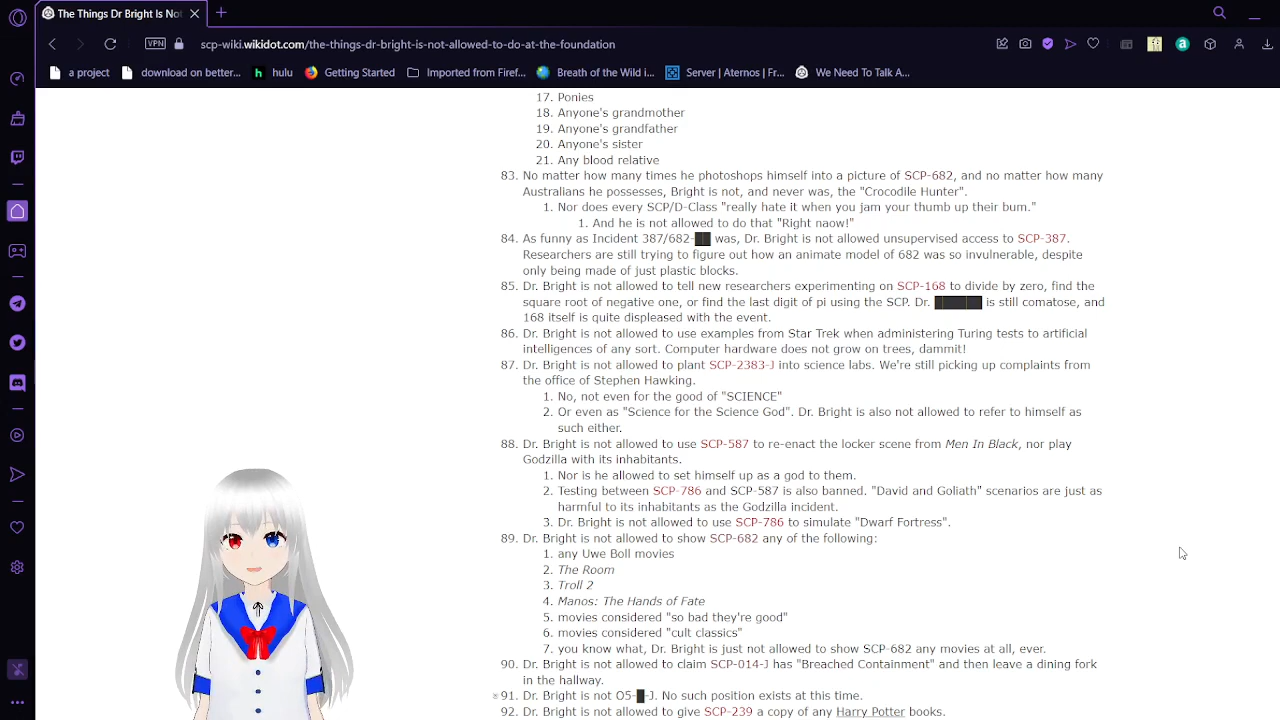 The Things Dr Bright Is Not
VPN
scp-wiki.wikidot.com/the-things-dr-bright-is-not-allowed-to-do-at-the-foundation
a project
download on better...
hulu
Getting Started
Imported from Firef...
Breath of the Wild i...
Server | Aternos | Fr...
We Need To Talk A...
17. Ponies
18. Anyone's grandmother
19. Anyone's grandfather
20. Anyone's sister
21. Any blood relative
83. No matter how many times he photoshops himself into a picture of SCP-682, and no matter how many
Australians he possesses, Bright is not, and never was, the "Crocodile Hunter".
1. Nor does every SCP/D-Class "really hate it when you jam your thumb up their bum."
1. And he is not allowed to do that "Right naow!"
84. As funny as Incident 387/682-██ was, Dr. Bright is not allowed unsupervised access to SCP-387.
Researchers are still trying to figure out how an animate model of 682 was so invulnerable, despite
only being made of just plastic blocks.
85. Dr. Bright is not allowed to tell new researchers experimenting on SCP-168 to divide by zero, find the
square root of negative one, or find the last digit of pi using the SCP. Dr. ██████ is still comatose, and
168 itself is quite displeased with the event.
86. Dr. Bright is not allowed to use examples from Star Trek when administering Turing tests to artificial
intelligences of any sort. Computer hardware does not grow on trees, dammit!
87. Dr. Bright is not allowed to plant SCP-2383-J into science labs. We're still picking up complaints from
the office of Stephen Hawking.
1. No, not even for the good of "SCIENCE"
2. Or even as "Science for the Science God". Dr. Bright is also not allowed to refer to himself as
such either.
88. Dr. Bright is not allowed to use SCP-587 to re-enact the locker scene from Men In Black, nor play
Godzilla with its inhabitants.
1. Nor is he allowed to set himself up as a god to them.
2. Testing between SCP-786 and SCP-587 is also banned. "David and Goliath" scenarios are just as
harmful to its inhabitants as the Godzilla incident.
3. Dr. Bright is not allowed to use SCP-786 to simulate "Dwarf Fortress".
89. Dr. Bright is not allowed to show SCP-682 any of the following:
1. any Uwe Boll movies
2. The Room
3. Troll 2
4. Manos: The Hands of Fate
5. movies considered "so bad they're good"
6. movies considered "cult classics"
7. you know what, Dr. Bright is just not allowed to show SCP-682 any movies at all, ever.
90. Dr. Bright is not allowed to claim SCP-014-J has "Breached Containment" and then leave a dining fork
in the hallway.
91. Dr. Bright is not O5-█-J. No such position exists at this time.
92. Dr. Bright is not allowed to give SCP-239 a copy of any Harry Potter books.